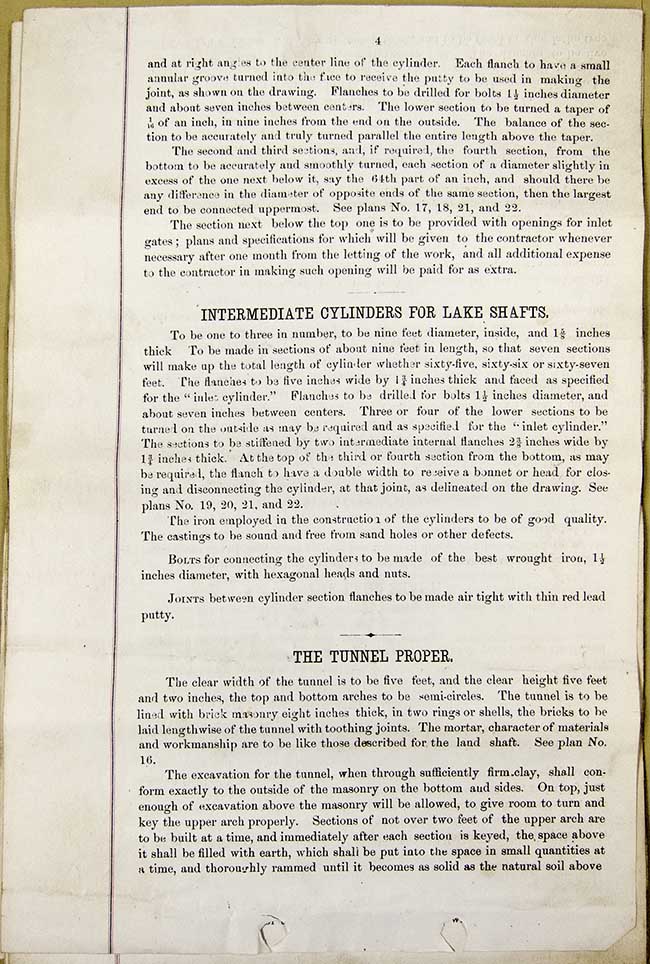 4
and at right angles to the center line of the cylinder. Each flanch to have a small
annular groove turned into the face to receive the putty to be used in making the
joint, as shown on the drawing. Flanches to be drilled for bolts 1½ inches diameter
and about seven inches between centers. The lower section to be turned a taper of
1/16 of an inch, in nine inches from the end on the outside. The balance of the sec-
tion to be accurately and truly turned parallel the entire length above the taper.
The second and third sections, and, if required, the fourth section, from the
bottom to be accurately and smoothly turned, each section of a diameter slightly in
excess of the one next below it, say the 64th part of an inch, and should there be
any difference in the diameter of opposite ends of the same section, then the largest
end to be connected uppermost. See plans No. 17, 18, 21, and 22.
The section next below the top one is to be provided with openings for inlet
gates; plans and specifications for which will be given to the contractor whenever
necessary after one month from the letting of the work, and all additional expense
to the contractor in making such opening will be paid for as extra.
INTERMEDIATE CYLINDERS FOR LAKE SHAFTS.
To be one to three in number, to be nine feet diameter, inside, and inches
thick To be made in sections of about nine feet in length, so that seven sections
will make up the total length of cylinder whether sixty-five, sixty-six or sixty-seven
feet. The flanches to be five inches wide by 1¾ inches thick and faced as specified
for the "inlet cylinder." Flanches to be drilled for bolts 1½ inches diameter, and
about seven inches between centers. Three or four of the lower sections to be
turned on the outside as may be required and as specified for the "inlet cylinder."
The sections to be stiffened by two intermediate internal flanches inches wide by
1¾ inches thick. At the top of the third or fourth section from the bottom, as may
be required, the flanch to have a double width to receive a bonnet or head for clos-
ing and disconnecting the cylinder, at that joint, as delineated on the drawing. See
plans No. 19, 20, 21, and 22.
The iron employed in the construction of the cylinders to be of good quality.
The castings to be sound and free from sand holes or other defects.
BOLTS for connecting the cylinders to be made of the best wrought iron, 1½
inches diameter, with hexagonal heads and nuts.
JOINTS between cylinder section flanches to be made air tight with thin red lead
putty.
THE TUNNEL PROPER.
The clear width of the tunnel is to be five feet, and the clear height five feet
and two inches, the top and bottom arches to be semi-circles. The tunnel is to be
lined with brick masonry eight inches thick, in two rings or shells, the bricks to be
laid lengthwise of the tunnel with toothing joints. The mortar, character of materials
and workmanship are to be like those described for the land shaft. See plan No.
16.
The excavation for the tunnel, when through sufficiently firm clay, shall con-
form exactly to the outside of the masonry on the bottom and sides. On top, just
enough of excavation above the masonry will be allowed, to give room to turn and
key the upper arch properly. Sections of not over two feet of the upper arch are
to be built at a time, and immediately after each section is keyed, the space above
it shall be filled with earth, which shall be put into the space in small quantities at
a time, and thoroughly rammed until it becomes as solid as the natural soil above